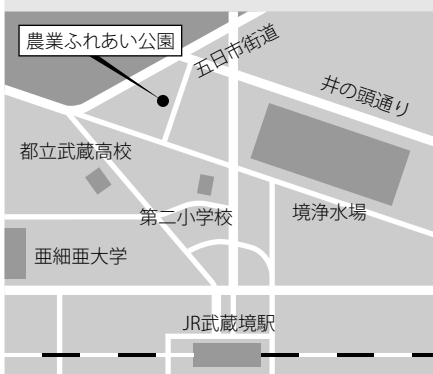 農業ふれあい公園
五日市街道
井の頭通り
都立武蔵高校
第二小学校
境浄水場
亜細亜大学
JR武蔵境駅